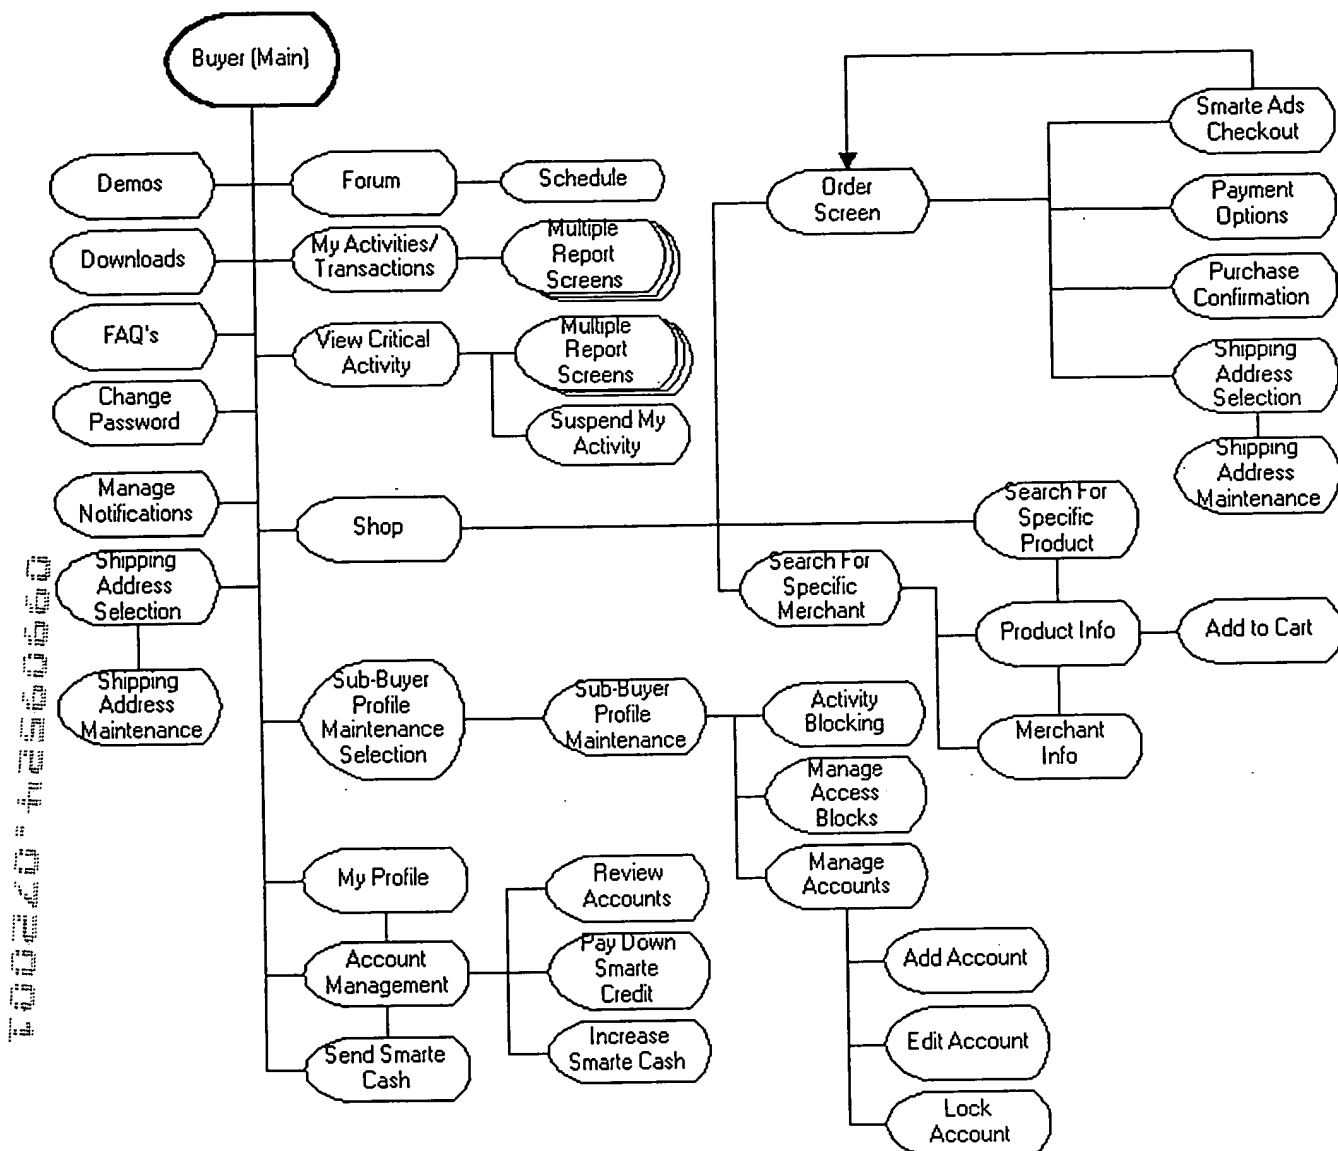 Buyer (Main)
Demos
Forum
Schedule
Downloads
My Activities/
Transactions
Multiple
Report
Screens
FAQ's
View Critical
Activity
Multiple
Report
Screens
Change
Password
Suspend My
Activity
Manage
Notifications
Shop
Shipping
Address
Selection
Shipping
Address
Maintenance
Order
Screen
Smarte Ads
Checkout
Payment
Options
Purchase
Confirmation
Shipping
Address
Selection
Shipping
Address
Maintenance
Search For
Specific
Product
Search For
Specific
Merchant
Product Info
Add to Cart
Merchant
Info
Sub-Buyer
Profile
Maintenance
Selection
Sub-Buyer
Profile
Maintenance
Activity
Blocking
Manage
Access
Blocks
Manage
Accounts
Add Account
Edit Account
Lock
Account
My Profile
Account
Management
Send Smarte
Cash
Review
Accounts
Pay Down
Smarte
Credit
Increase
Smarte Cash